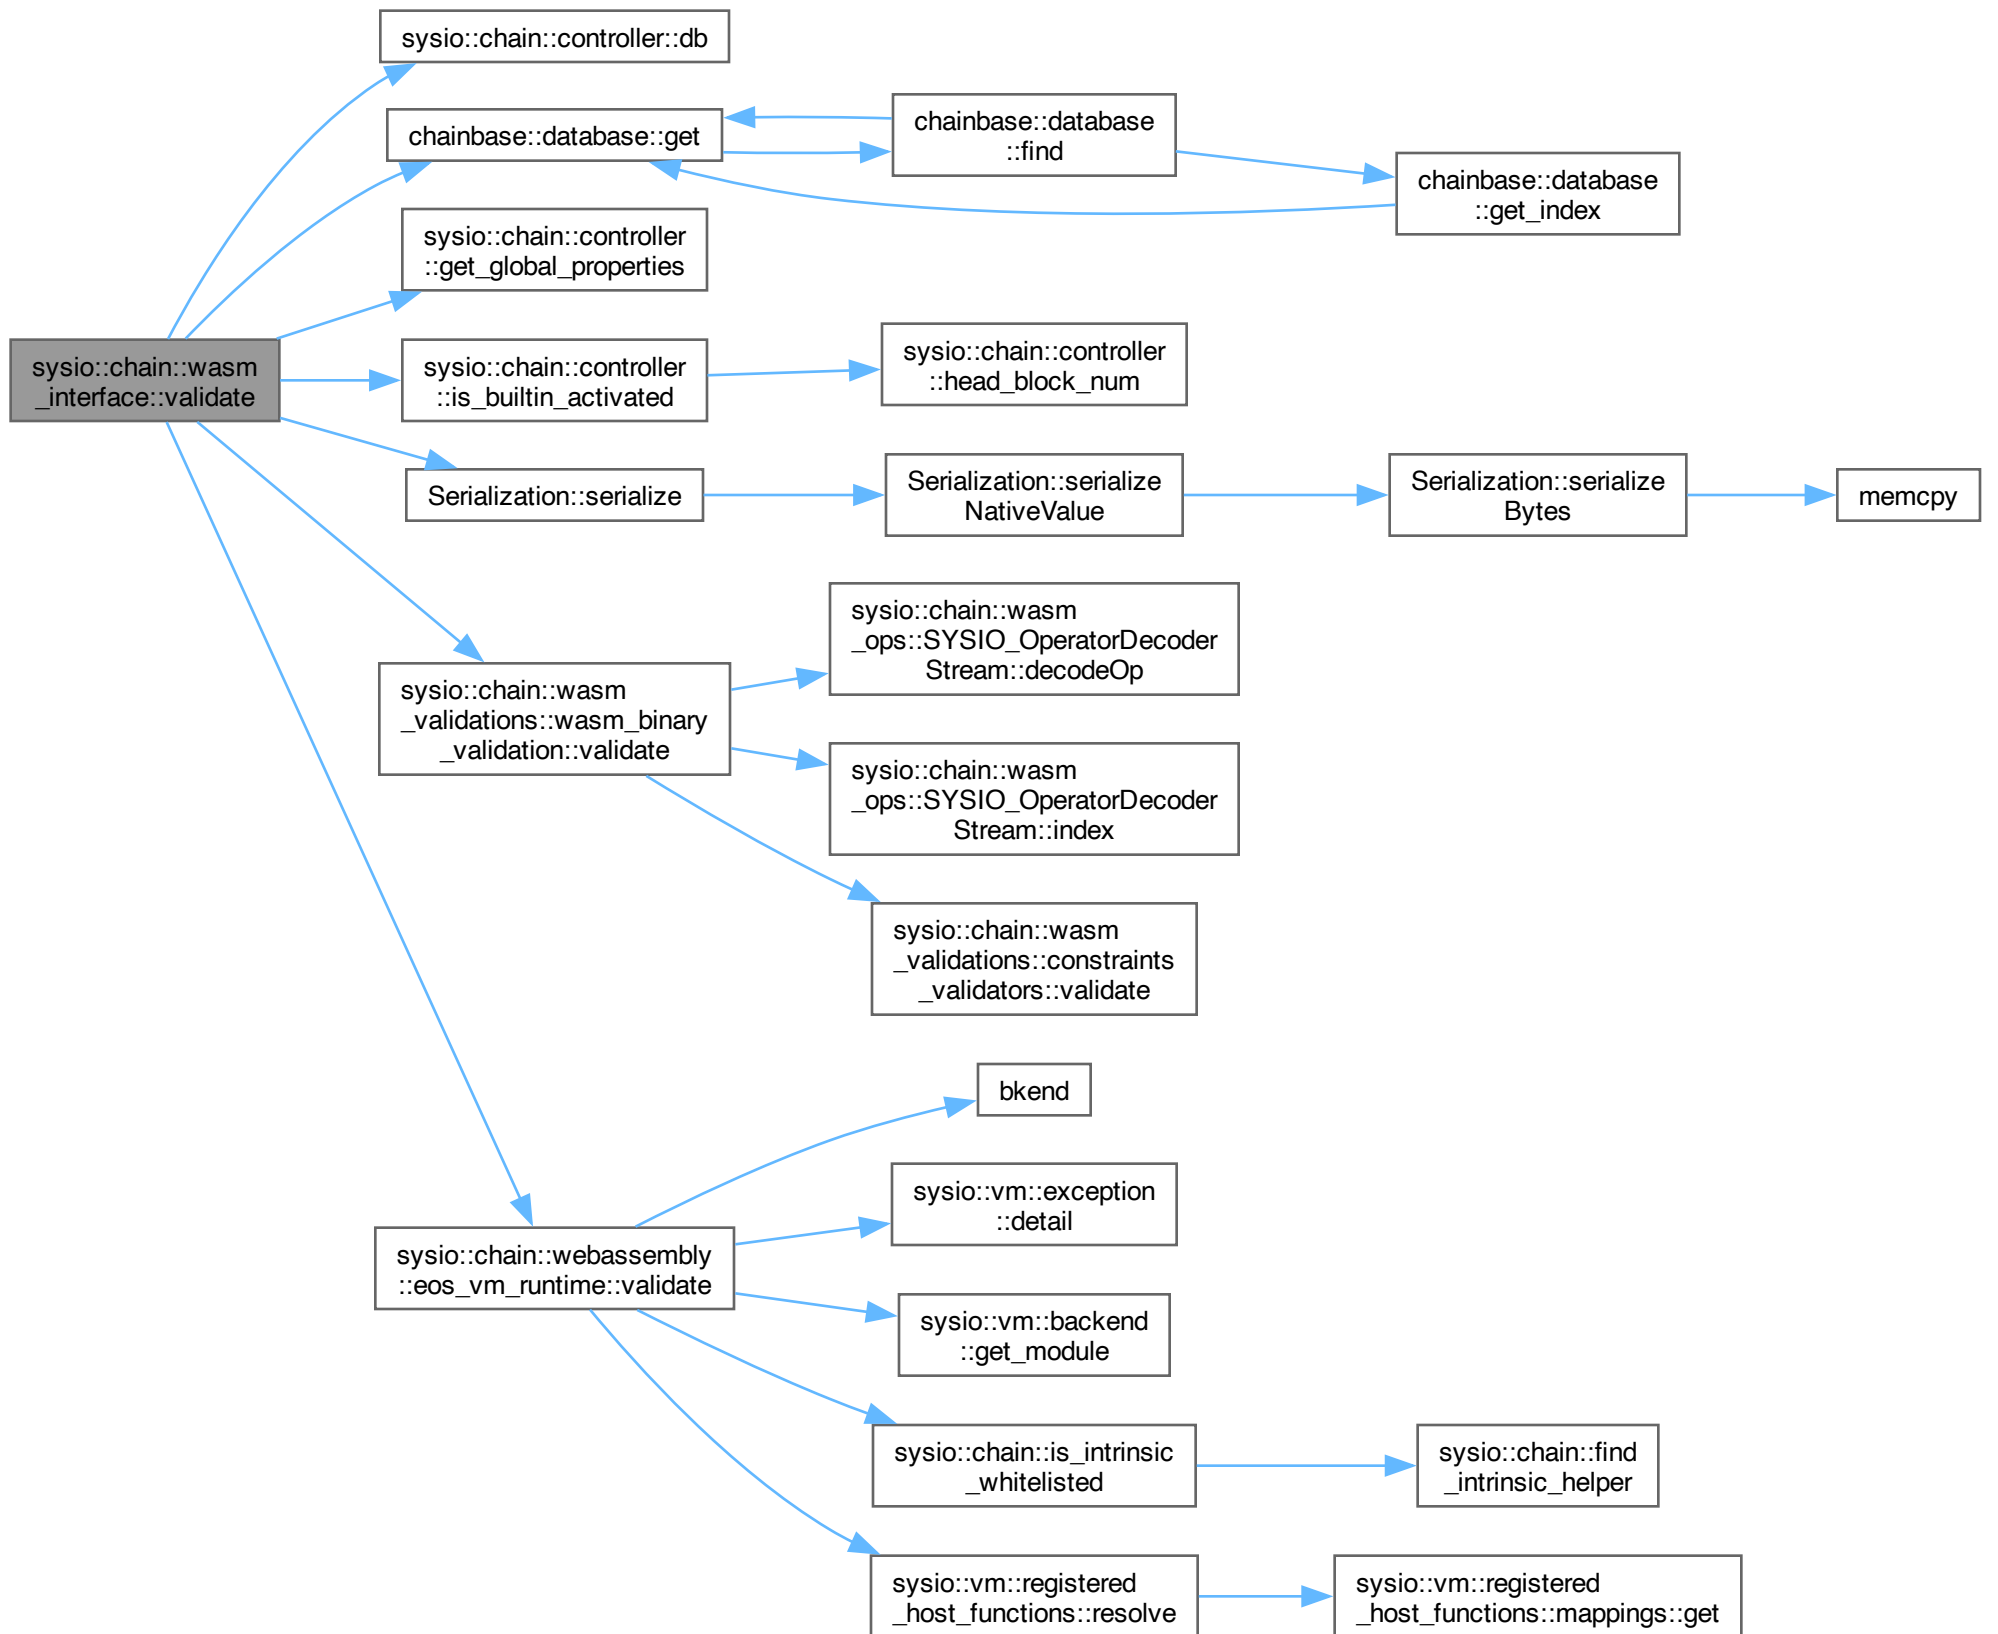 sysio::chain::wasm
_interface::validate
sysio::chain::controller::db
chainbase::database::get
chainbase::database
::find
chainbase::database
::get_index
sysio::chain::controller
::get_global_properties
sysio::chain::controller
::is_builtin_activated
sysio::chain::controller
::head_block_num
Serialization::serialize
Serialization::serialize
NativeValue
Serialization::serialize
Bytes
memcpy
sysio::chain::wasm
_validations::wasm_binary
_validation::validate
sysio::chain::wasm
_ops::SYSIO_OperatorDecoder
Stream::decodeOp
sysio::chain::wasm
_ops::SYSIO_OperatorDecoder
Stream::index
sysio::chain::wasm
_validations::constraints
_validators::validate
sysio::chain::webassembly
::eos_vm_runtime::validate
bkend
sysio::vm::exception
::detail
sysio::vm::backend
::get_module
sysio::chain::is_intrinsic
_whitelisted
sysio::chain::find
_intrinsic_helper
sysio::vm::registered
_host_functions::resolve
sysio::vm::registered
_host_functions::mappings::get